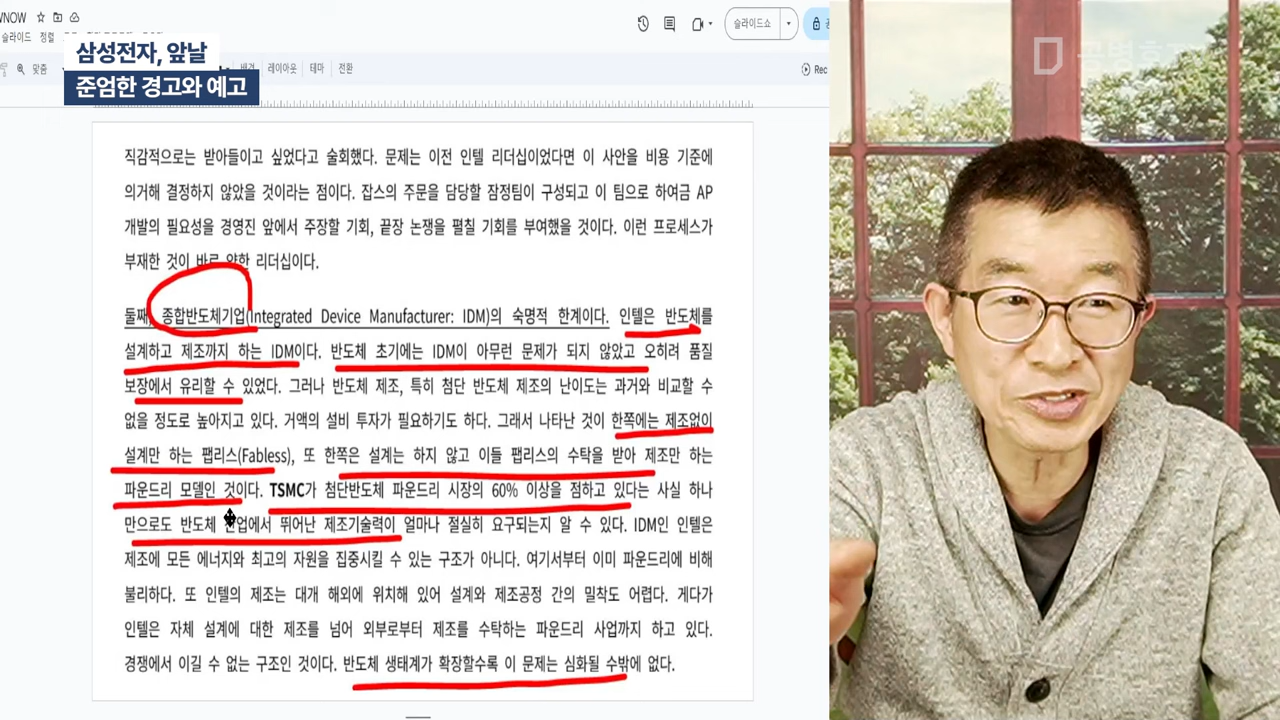 WNOW
슬라이드 정렬
삼성전자, 앞날
준엄한 경고와 예고
맞춤
배경 레이아웃 테마 전환
슬라이드쇼
Rec
직감적으로는 받아들이고 싶었다고 술회했다. 문제는 이전 인텔 리더십이었다면 이 사안을 비용 기준에
의거해 결정하지 않았을 것이라는 점이다. 잡스의 주문을 담당할 잠정팀이 구성되고 이 팀으로 하여금 AP
개발의 필요성을 경영진 앞에서 주장할 기회, 끝장 논쟁을 펼칠 기회를 부여했을 것이다. 이런 프로세스가
부재한 것이 바로 약한 리더십이다.
둘째, 종합반도체기업(Integrated Device Manufacturer: IDM)의 숙명적 한계이다. 인텔은 반도체를
설계하고 제조까지 하는 IDM이다. 반도체 초기에는 IDM이 아무런 문제가 되지 않았고 오히려 품질
보장에서 유리할 수 있었다. 그러나 반도체 제조, 특히 첨단 반도체 제조의 난이도는 과거와 비교할 수
없을 정도로 높아지고 있다. 거액의 설비 투자가 필요하기도 하다. 그래서 나타난 것이 한쪽에는 제조없이
설계만 하는 팹리스(Fabless), 또 한쪽은 설계는 하지 않고 이들 팹리스의 수탁을 받아 제조만 하는
파운드리 모델인 것이다. TSMC가 첨단반도체 파운드리 시장의 60% 이상을 점하고 있다는 사실 하나
만으로도 반도체 산업에서 뛰어난 제조기술력이 얼마나 절실히 요구되는지 알 수 있다. IDM인 인텔은
제조에 모든 에너지와 최고의 자원을 집중시킬 수 있는 구조가 아니다. 여기서부터 이미 파운드리에 비해
불리하다. 또 인텔의 제조는 대개 해외에 위치해 있어 설계와 제조공정 간의 밀착도 어렵다. 게다가
인텔은 자체 설계에 대한 제조를 넘어 외부로부터 제조를 수탁하는 파운드리 사업까지 하고 있다.
경쟁에서 이길 수 없는 구조인 것이다. 반도체 생태계가 확장할수록 이 문제는 심화될 수밖에 없다.